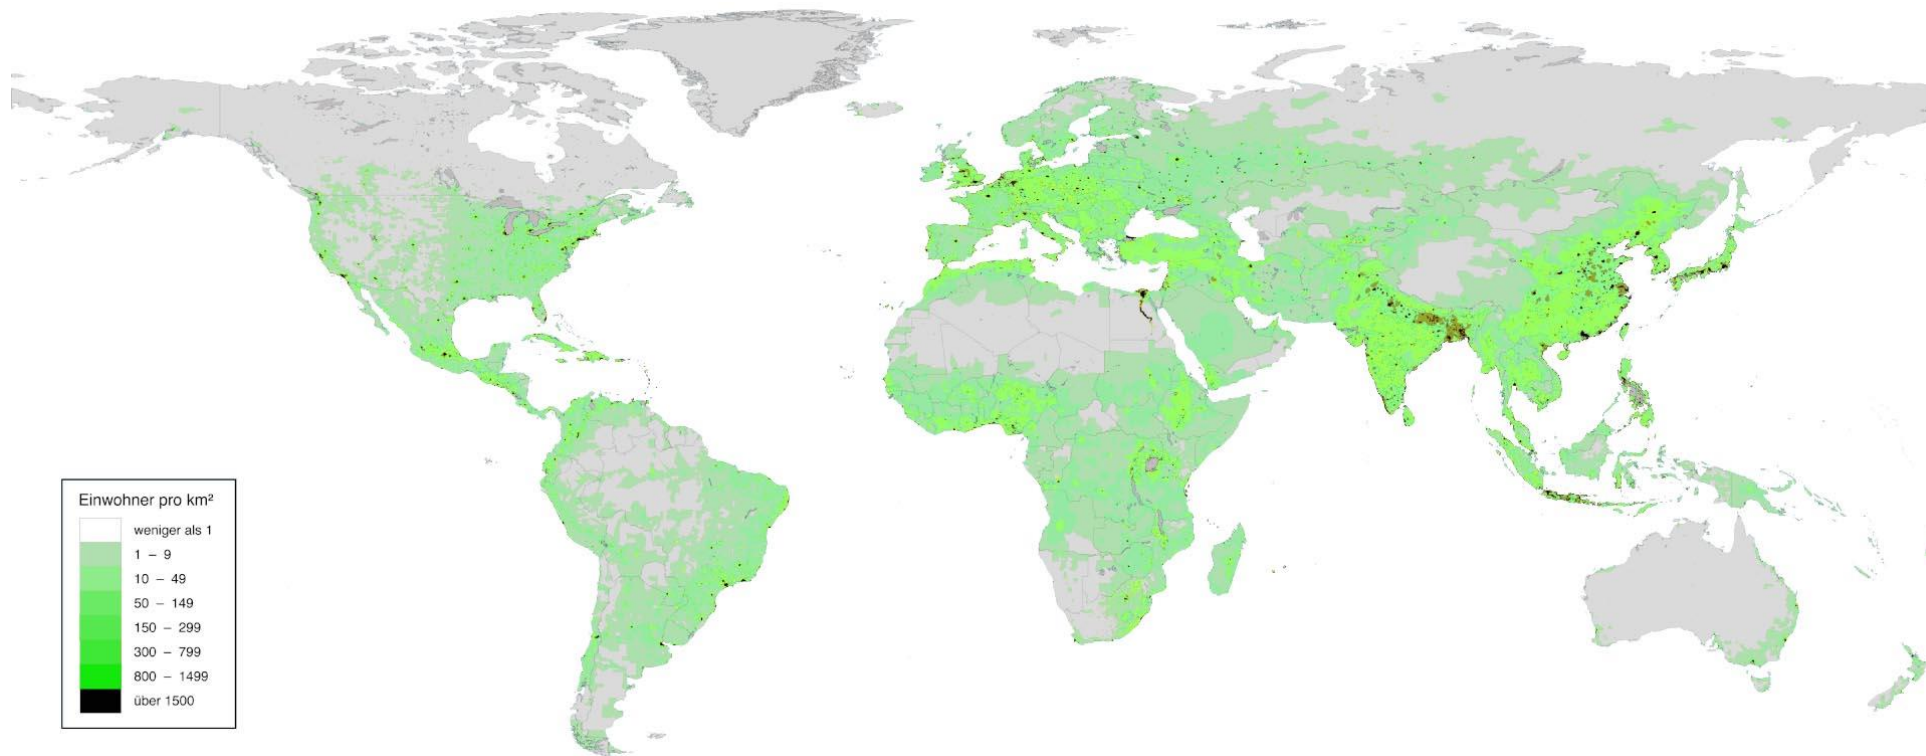 Einwohner pro km²
weniger als 1
1 – 9
10 – 49
50 – 149
150 – 299
300 – 799
800 – 1499
über 1500